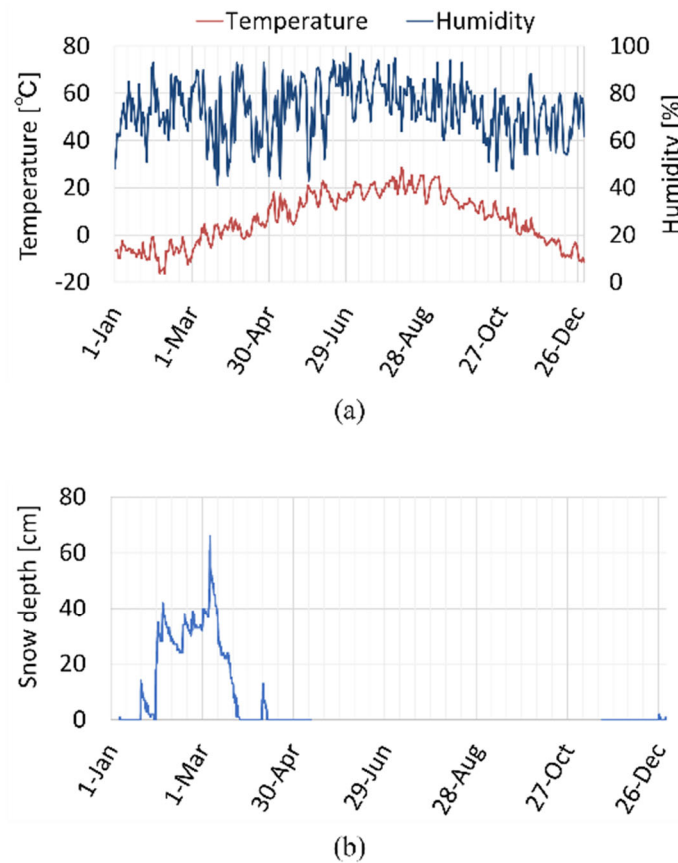 Temperature Humidity
Temperature [℃]
80
60
40
20
0
-20
Humidity [%]
100
80
60
40
20
0
1-Jan
1-Mar
30-Apr
29-Jun
28-Aug
27-Oct
26-Dec
(a)
Snow depth [cm]
80
60
40
20
0
1-Jan
1-Mar
30-Apr
29-Jun
28-Aug
27-Oct
26-Dec
(b)